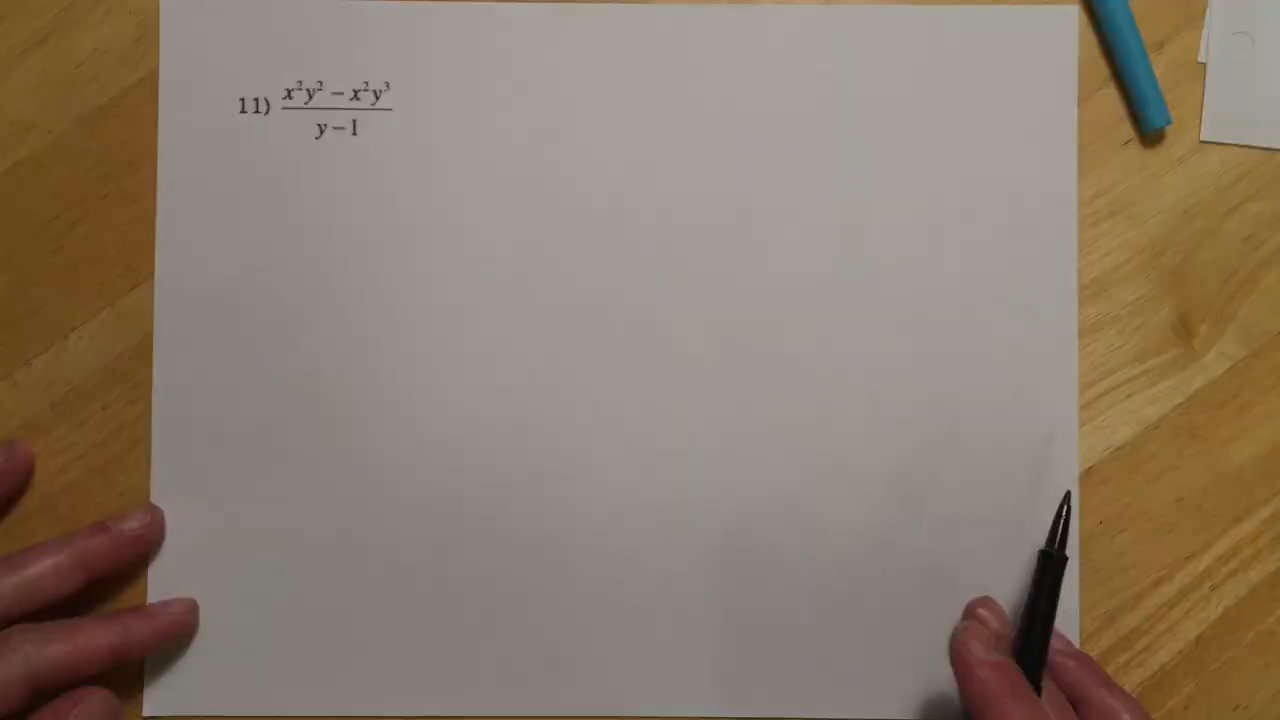 11) x²y² − x²y³
y − 1